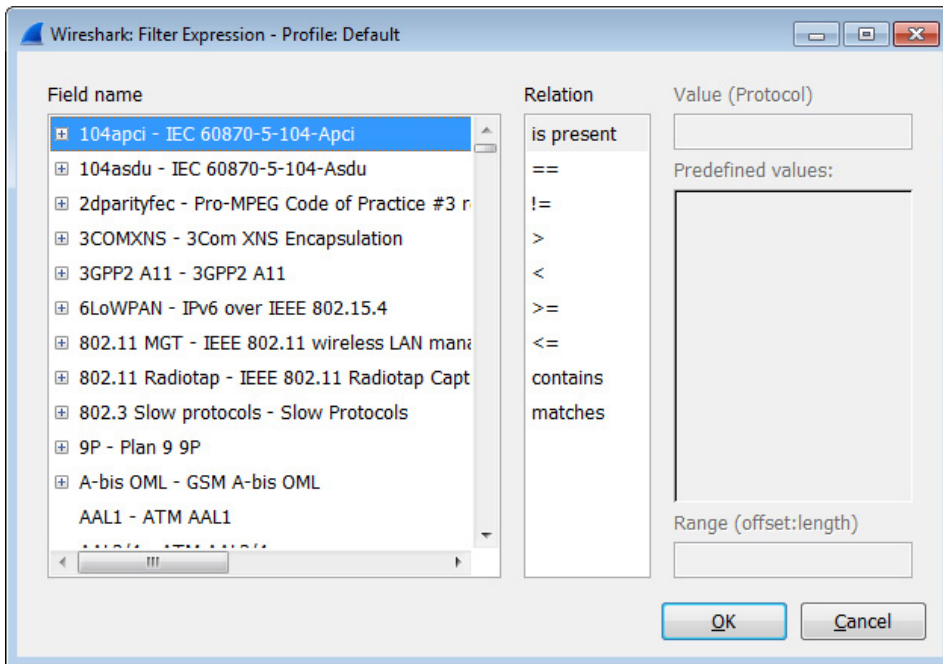 Wireshark: Filter Expression - Profile: Default
Field name
104apci - IEC 60870-5-104-Apci
104asdu - IEC 60870-5-104-Asdu
2dparityfec - Pro-MPEG Code of Practice #3 r
3COMXNS - 3Com XNS Encapsulation
3GPP2 A11 - 3GPP2 A11
6LoWPAN - IPv6 over IEEE 802.15.4
802.11 MGT - IEEE 802.11 wireless LAN mana
802.11 Radiotap - IEEE 802.11 Radiotap Capt
802.3 Slow protocols - Slow Protocols
9P - Plan 9 9P
A-bis OML - GSM A-bis OML
AAL1 - ATM AAL1
Relation
is present
==
!=
>
<
>=
<=
contains
matches
Value (Protocol)
Predefined values:
Range (offset:length)
OK
Cancel